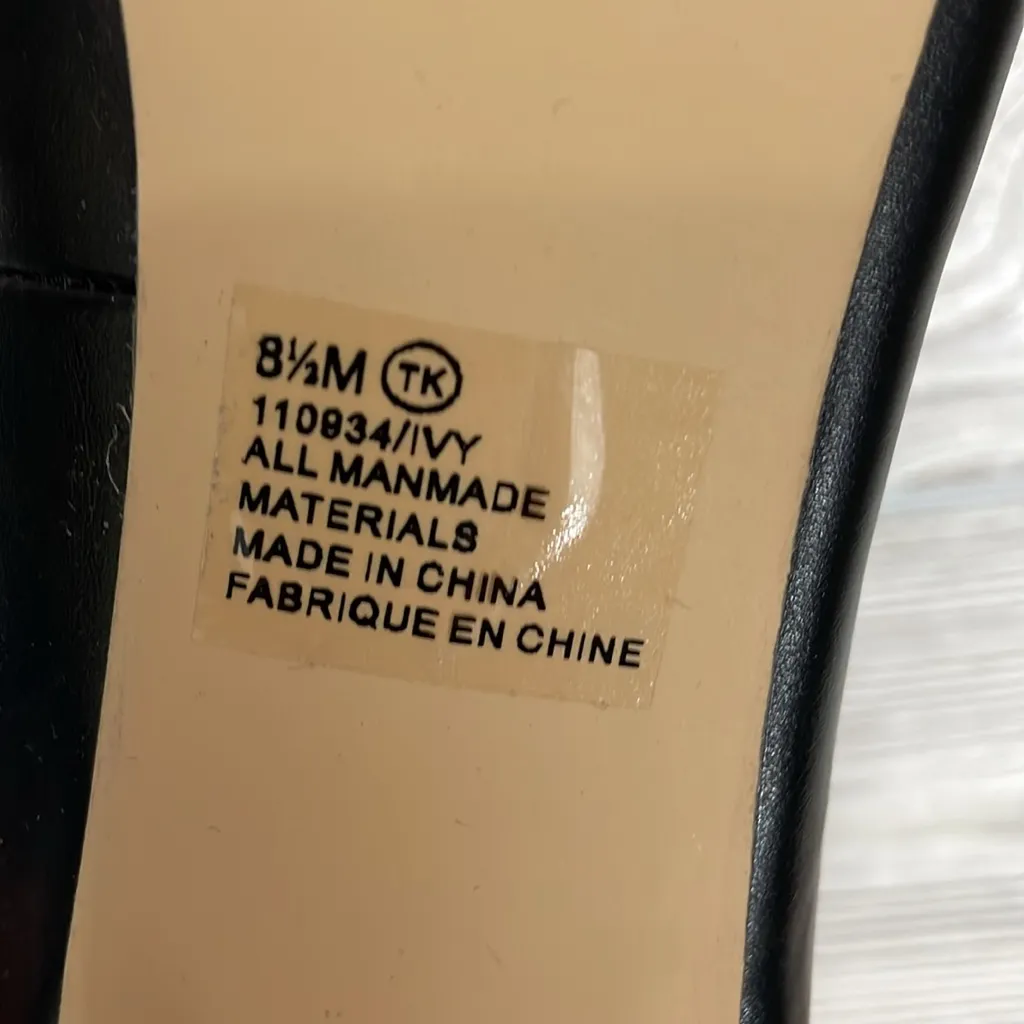 8½M TK
110934/IVY
ALL MANMADE
MATERIALS
MADE IN CHINA
FABRIQUE EN CHINE